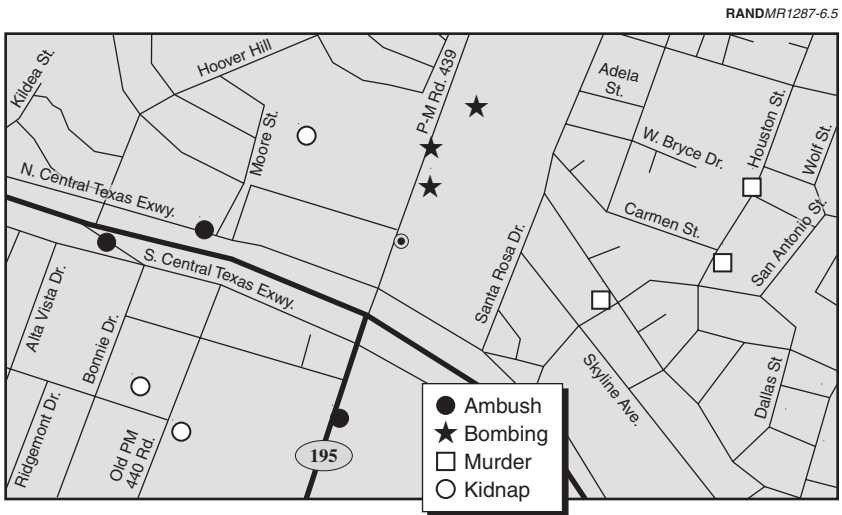 RANDMR1287-6.5
Kildea St.
Hoover Hill
Moore St.
P-M Rd. 439
Adela
St.
W. Bryce Dr.
Houston St.
Wolf St.
N. Central Texas Exwy.
Carmen St.
San Antonio St.
S. Central Texas Exwy.
Santa Rosa Dr.
Alta Vista Dr.
Bonnie Dr.
Skyline Ave.
Dallas St
Ridgemont Dr.
Old PM
440 Rd.
195
Ambush
Bombing
Murder
Kidnap